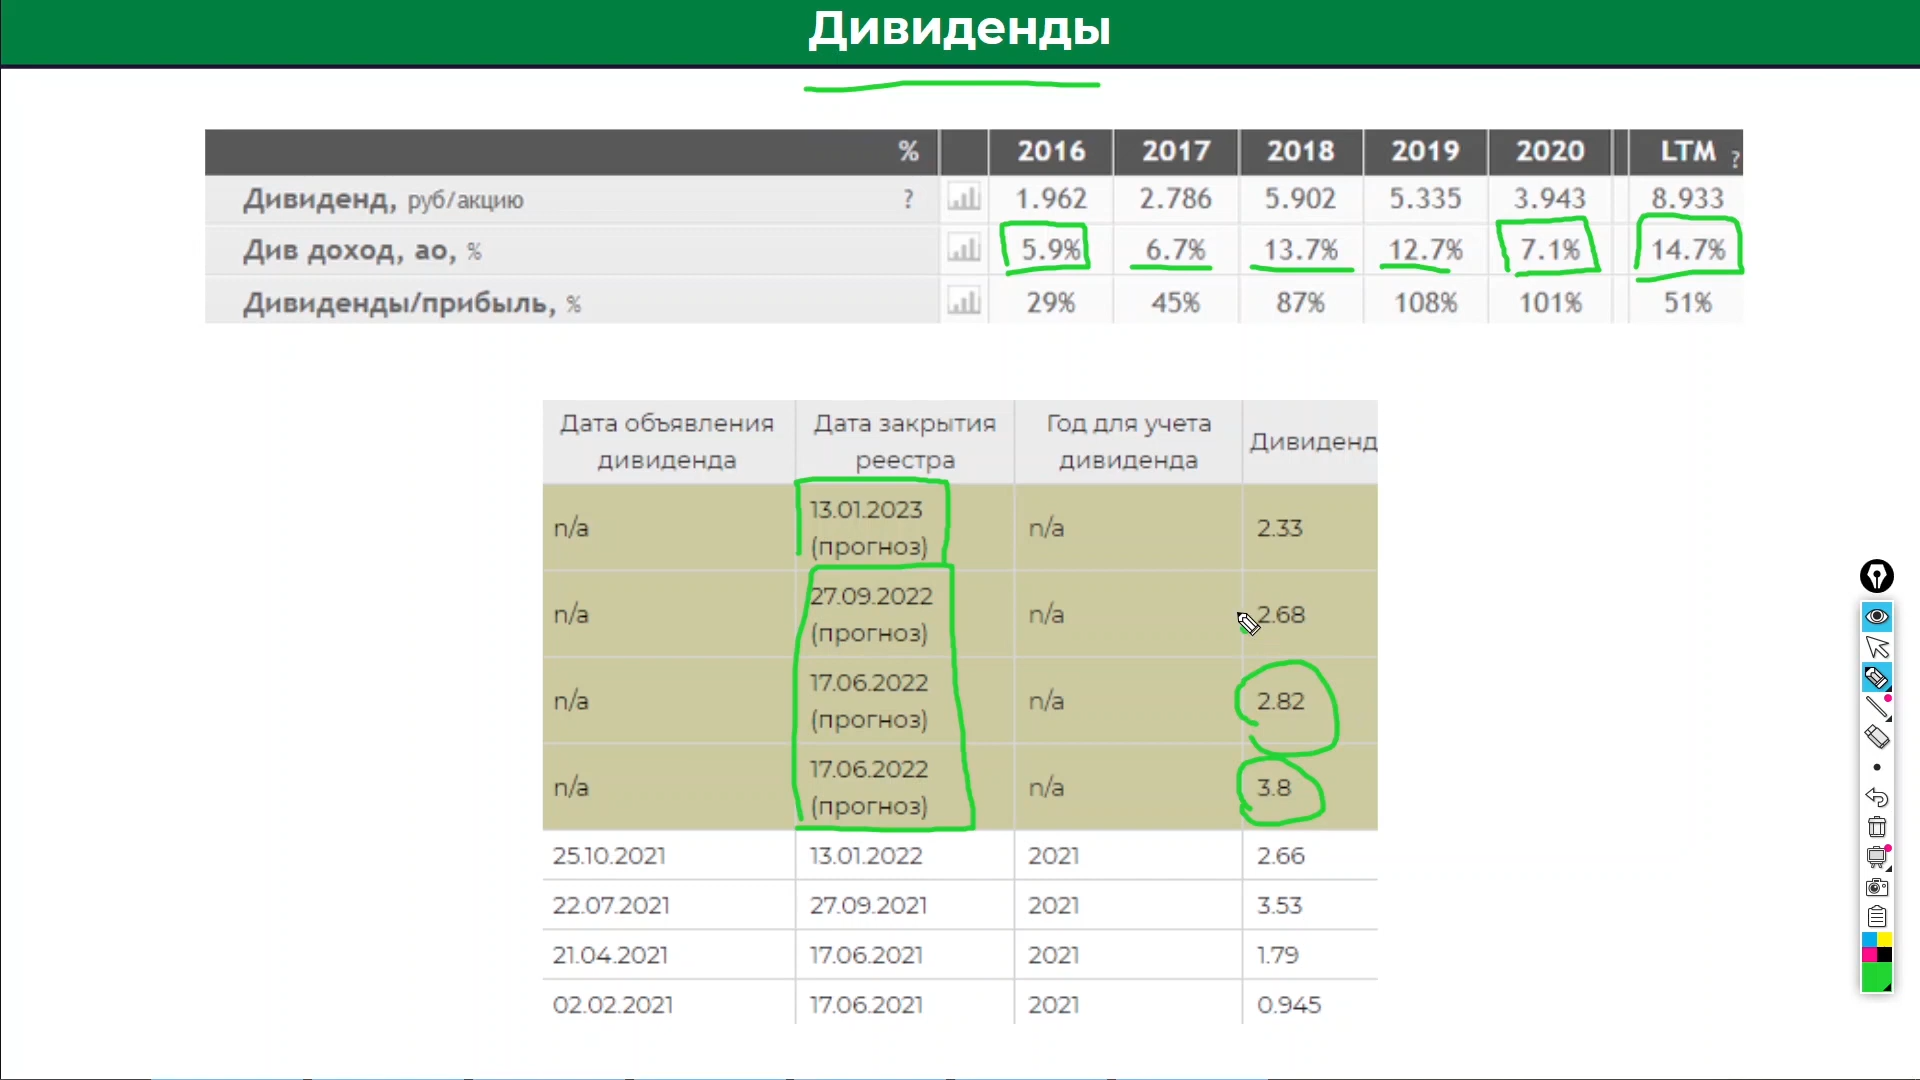 Дивиденды
% 2016 2017 2018 2019 2020 LTM ?
Дивиденд, руб/акцию ? 1.962 2.786 5.902 5.335 3.943 8.933
Див доход, ао, % 5.9% 6.7% 13.7% 12.7% 7.1% 14.7%
Дивиденды/прибыль, % 29% 45% 87% 108% 101% 51%
Дата объявления дивиденда Дата закрытия реестра Год для учета дивиденда Дивиденд
n/a 13.01.2023 (прогноз) n/a 2.33
n/a 27.09.2022 (прогноз) n/a 2.68
n/a 17.06.2022 (прогноз) n/a 2.82
n/a 17.06.2022 (прогноз) n/a 3.8
25.10.2021 13.01.2022 2021 2.66
22.07.2021 27.09.2021 2021 3.53
21.04.2021 17.06.2021 2021 1.79
02.02.2021 17.06.2021 2021 0.945